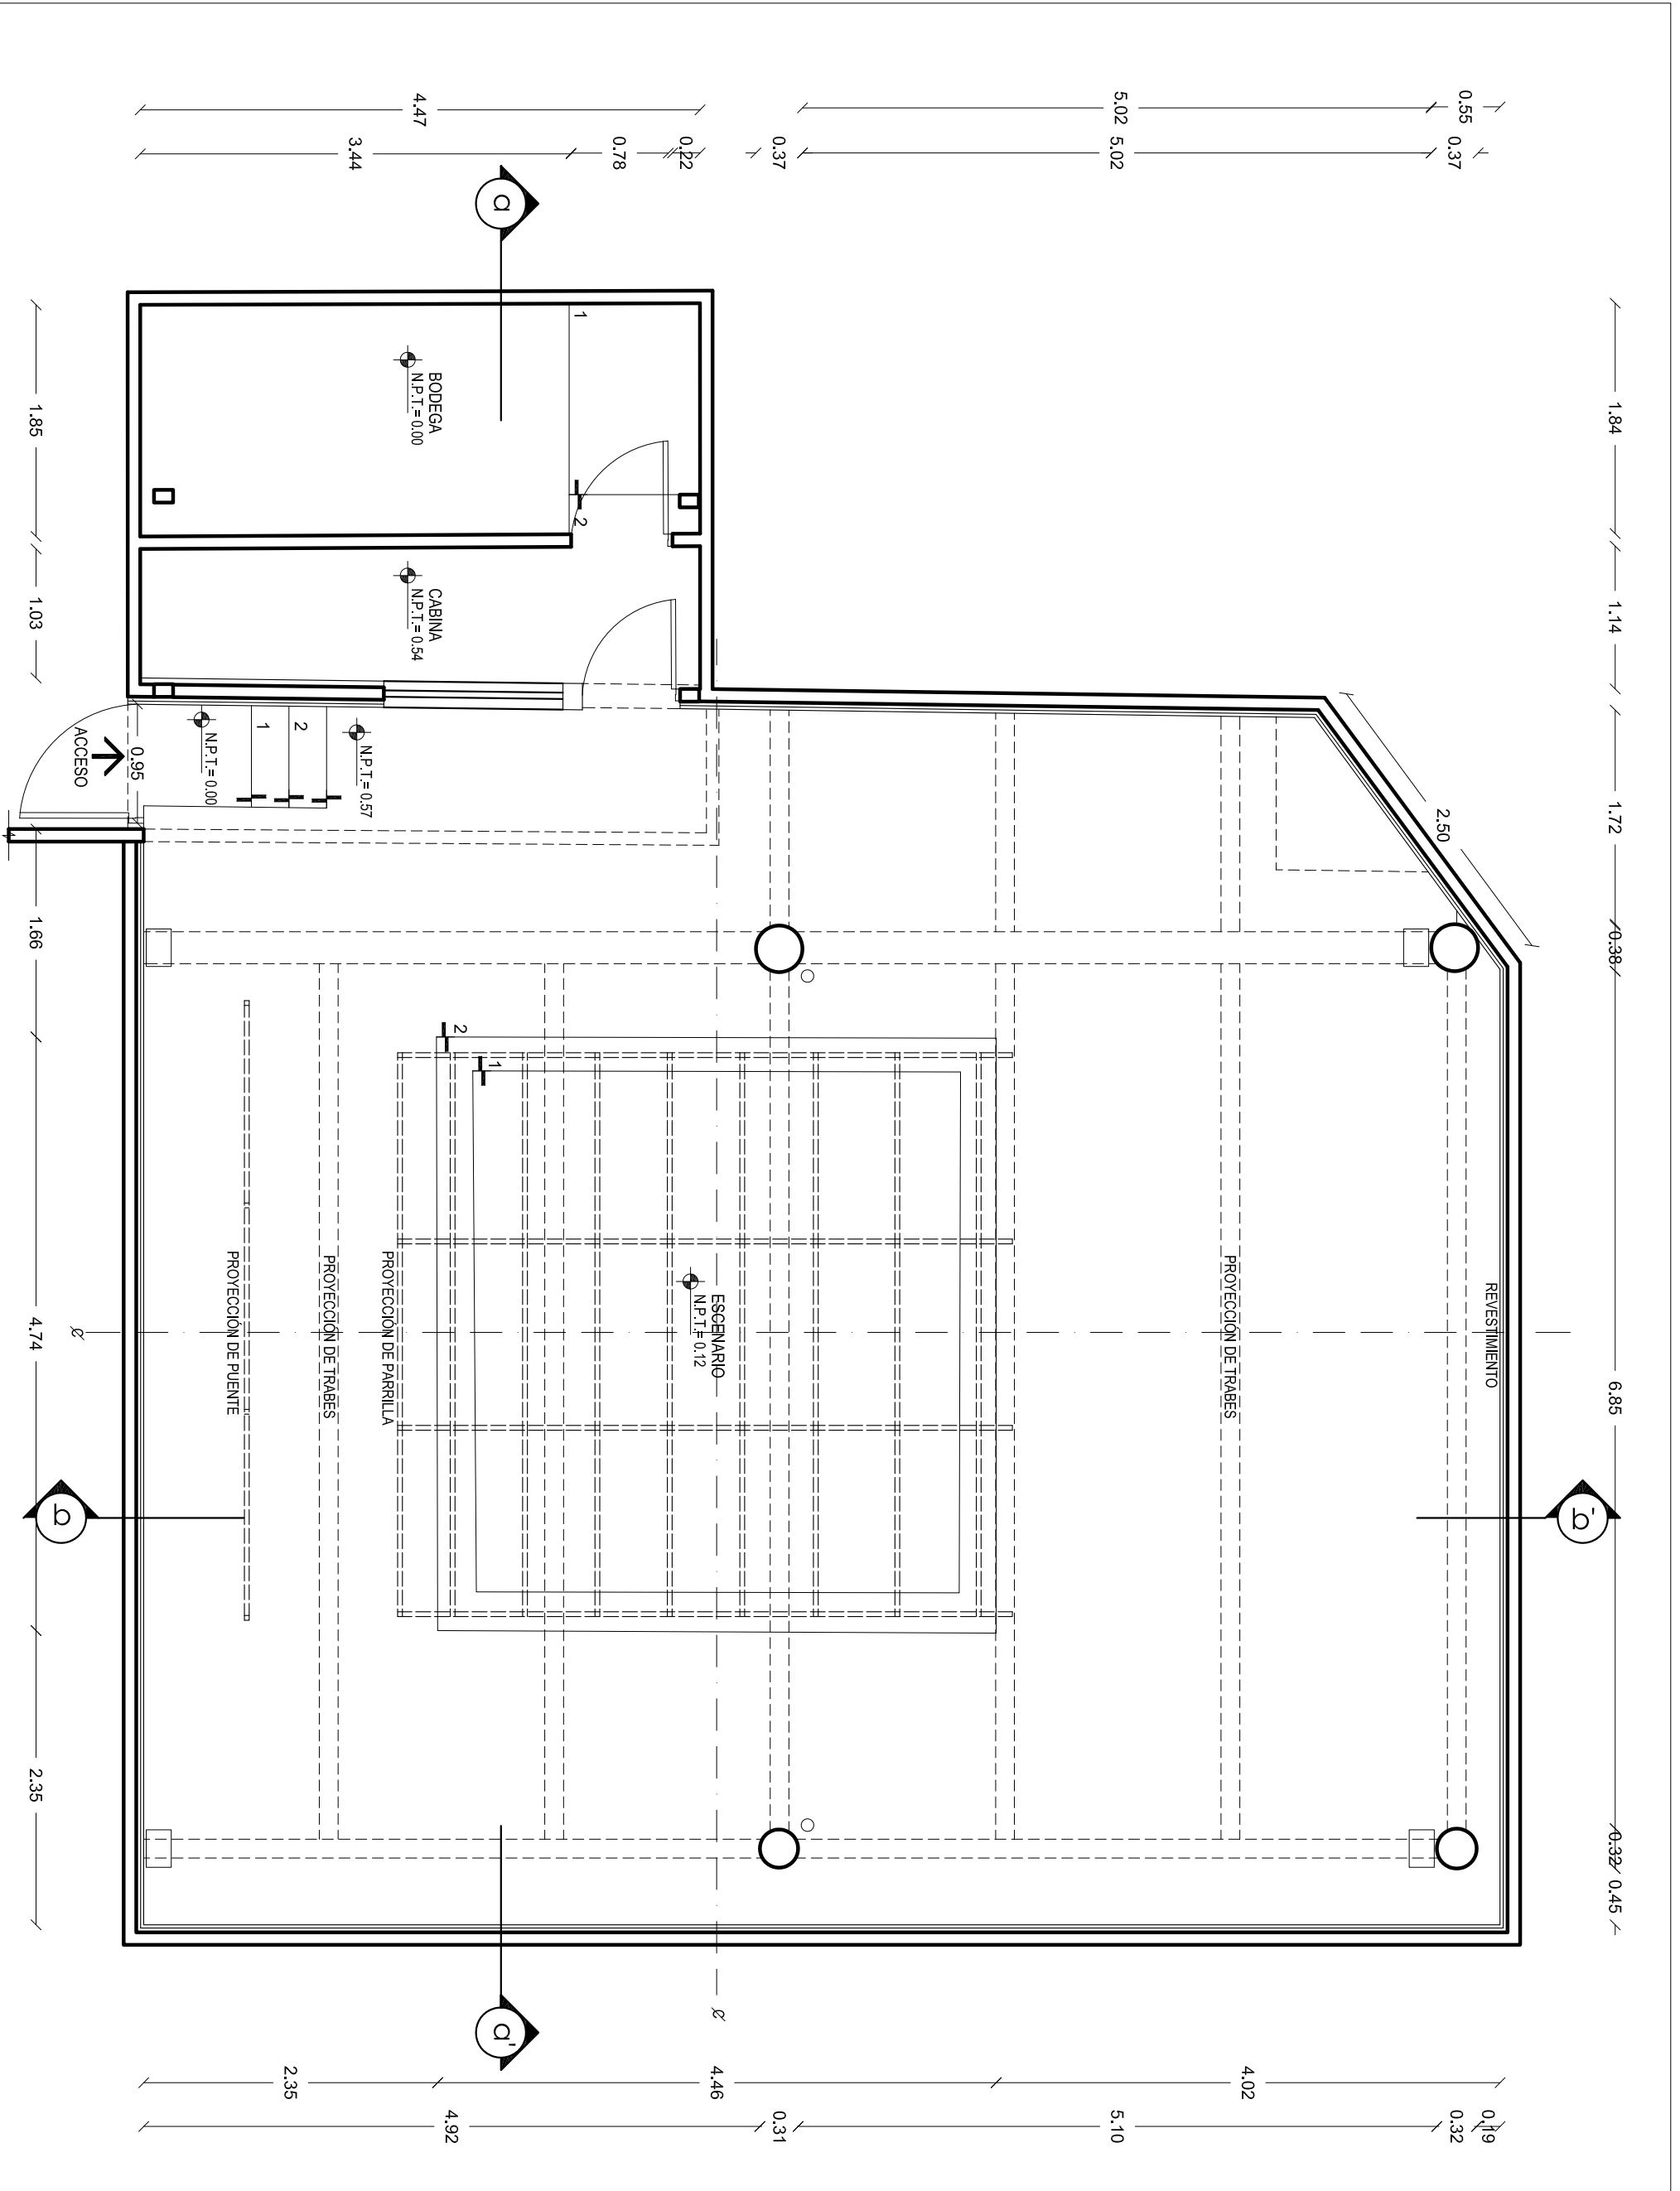 1.84
1.14
1.72
0.38
6.85
0.32
0.45
b'
0.19
0.32
0.55
0.37
REVESTIMIENTO
2.50
4.02
PROYECCIÓN DE TRABES
5.02
5.02
5.10
0.37
0.31
ESCENARIO
N.P.T.= 0.12
4.46
℄
0.22
0.78
1
2
a
a'
1
2
BODEGA
N.P.T.= 0.00
CABINA
N.P.T.= 0.54
4.47
3.44
4.92
PROYECCIÓN DE PARRILLA
N.P.T.= 0.57
PROYECCIÓN DE TRABES
2
1
2.35
PROYECCIÓN DE PUENTE
N.P.T.= 0.00
0.95
ACCESO
℄
b
1.85
1.03
1.66
4.74
2.35